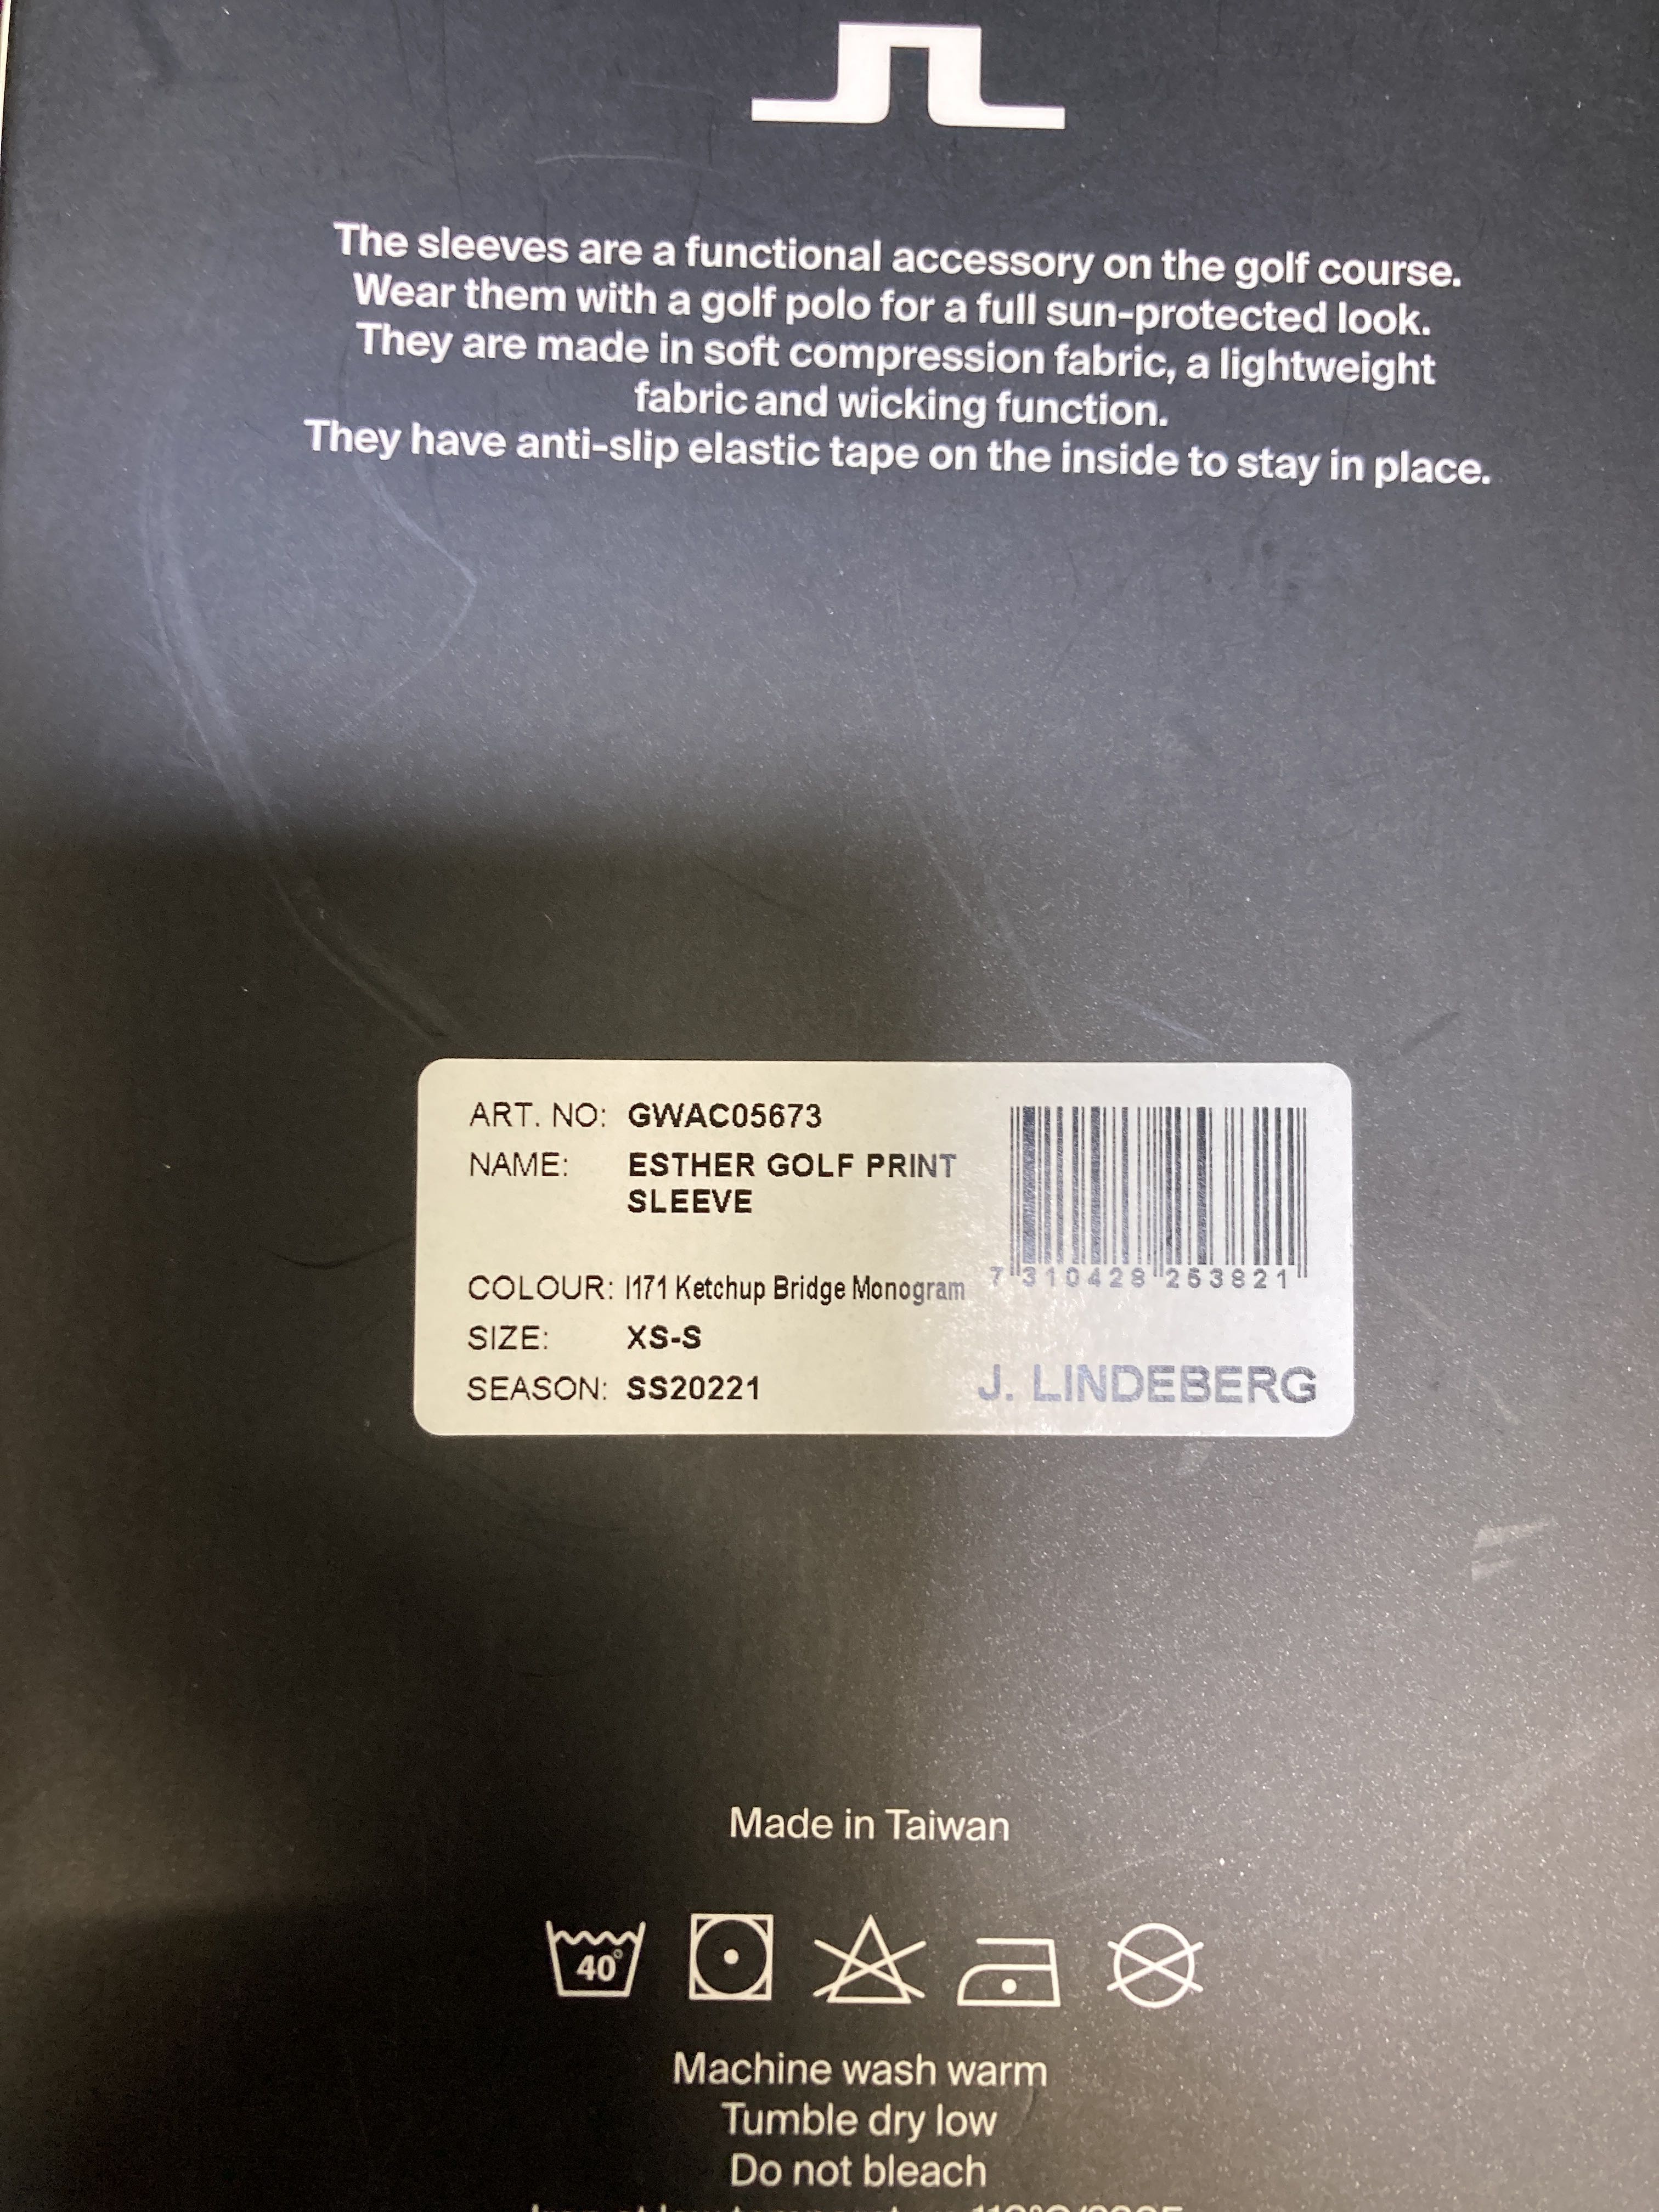 JL
The sleeves are a functional accessory on the golf course.
Wear them with a golf polo for a full sun-protected look.
They are made in soft compression fabric, a lightweight
fabric and wicking function.
They have anti-slip elastic tape on the inside to stay in place.
ART. NO: GWAC05673
NAME: ESTHER GOLF PRINT
SLEEVE
COLOUR: I171 Ketchup Bridge Monogram
SIZE: XS-S
SEASON: SS20221
7 310428 253821
J. LINDEBERG
Made in Taiwan
40°
Machine wash warm
Tumble dry low
Do not bleach